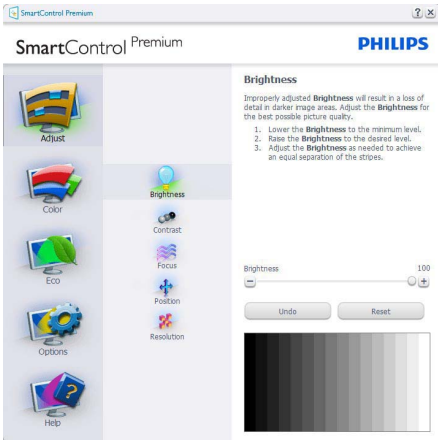 SmartControl Premium
? x
SmartControl Premium
PHILIPS
Adjust
Color
Eco
Options
Help
Brightness
Contrast
Focus
Position
Resolution
Brightness
Improperly adjusted Brightness will result in a loss of
detail in darker image areas. Adjust the Brightness for
the best possible picture quality.
1. Lower the Brightness to the minimum level.
2. Raise the Brightness to the desired level.
3. Adjust the Brightness as needed to achieve
an equal separation of the stripes.
Brightness 100
Undo Reset